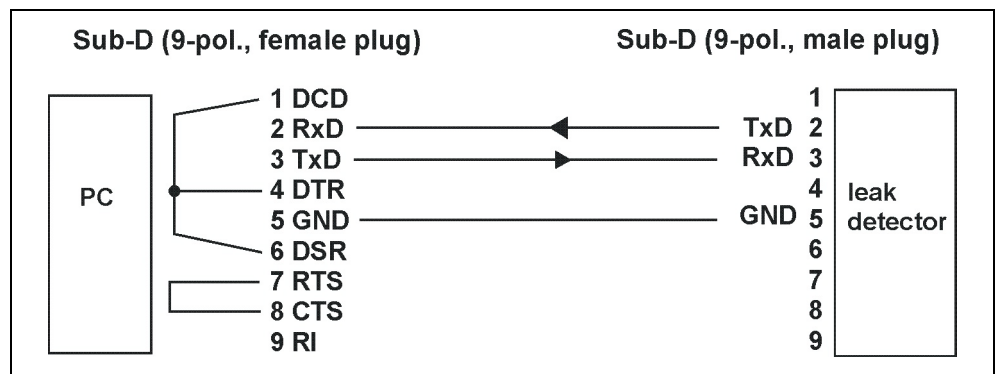 Sub-D (9-pol., female plug) Sub-D (9-pol., male plug)
1 DCD 1
2 RxD TxD 2
3 TxD RxD 3
PC 4 DTR 4 leak
5 GND GND 5 detector
6 DSR 6
7 RTS 7
8 CTS 8
9 RI 9